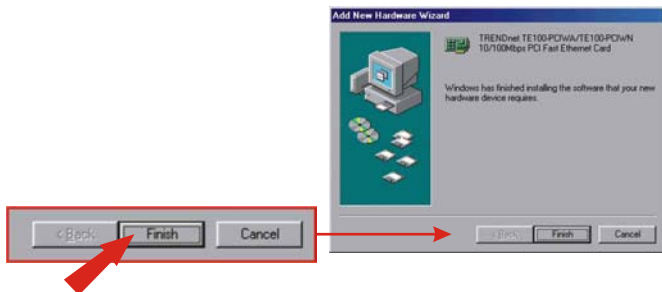 Add New Hardware Wizard
TRENDnet TE100-PCIWA/TE100-PCIWN
10/100Mbps PCI Fast Ethernet Card
Windows has finished installing the software that your new
hardware device requires.
< Back
Finish
Cancel
< Back
Finish
Cancel